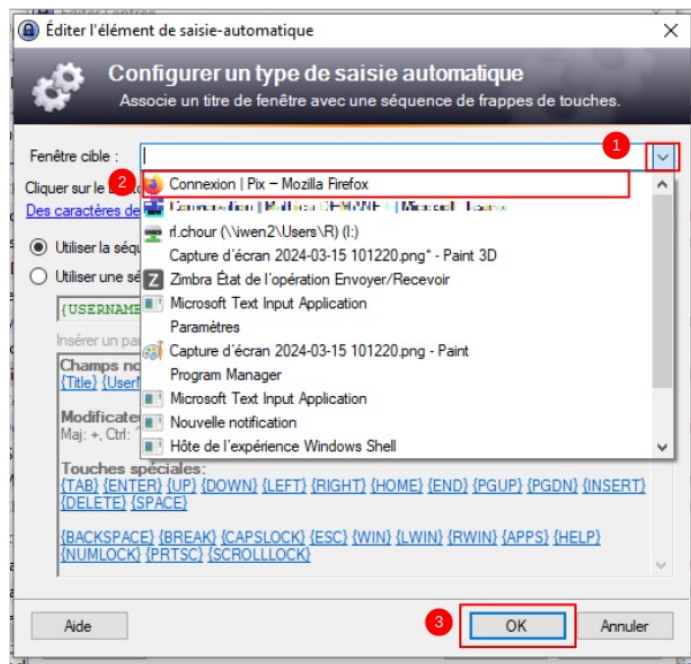 Éditer l'élément de saisie-automatique
Configurer un type de saisie automatique
Associe un titre de fenêtre avec une séquence de frappes de touches.
1
Fenêtre cible :
2
Connexion | Pix — Mozilla Firefox
Cliquer sur le
Des caractères de
rl.chour (\\iwen2\Users\R) (I:)
Utiliser la séqu
Capture d'écran 2024-03-15 101220.png* - Paint 3D
Utiliser une sé
Z Zimbra État de l'opération Envoyer/Recevoir
{USERNAME
Microsoft Text Input Application
Insérer un
Paramètres
Capture d'écran 2024-03-15 101220.png - Paint
Champs
{Title} {User
Program Manager
Microsoft Text Input Application
Modificate
Nouvelle notification
Maj: +, Ctrl: ^
Hôte de l'expérience Windows Shell
Touches spéciales:
{TAB} {ENTER} {UP} {DOWN} {LEFT} {RIGHT} {HOME} {END} {PGUP} {PGDN} {INSERT}
{DELETE} {SPACE}
{BACKSPACE} {BREAK} {CAPSLOCK} {ESC} {WIN} {LWIN} {RWIN} {APPS} {HELP}
{NUMLOCK} {PRTSC} {SCROLLLOCK}
Aide
3
OK
Annuler